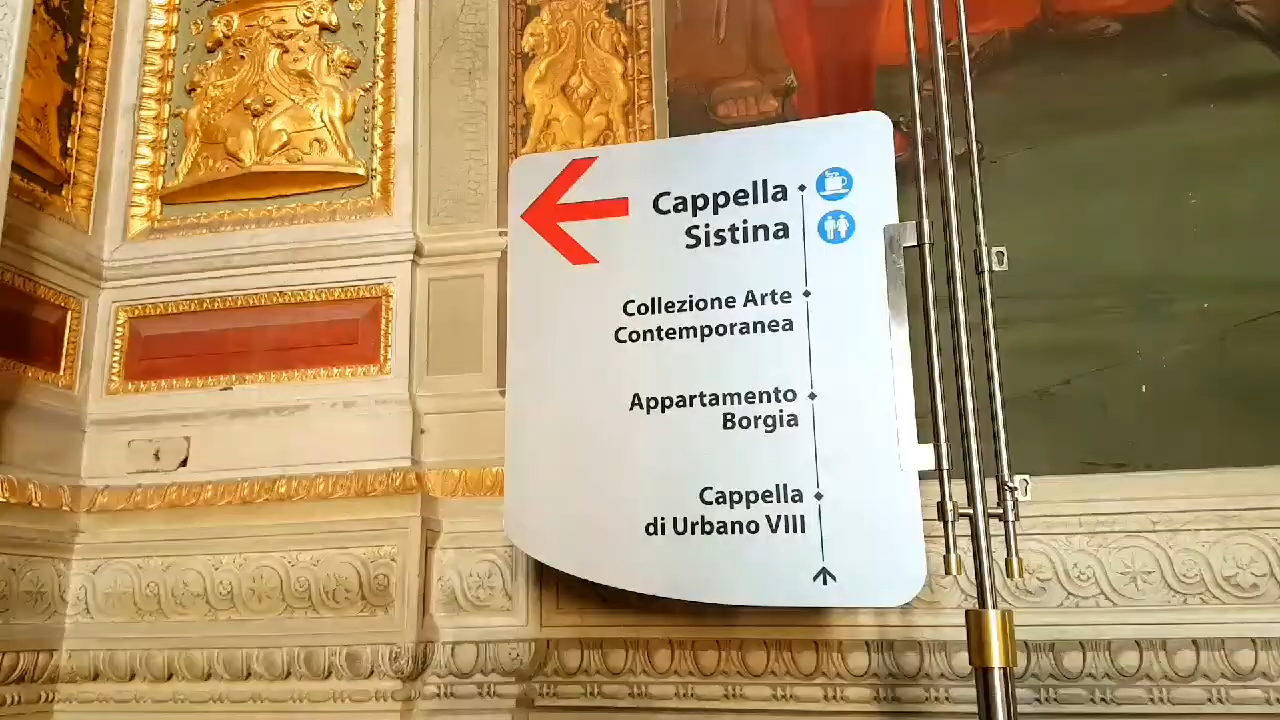 Cappella
Sistina
Collezione Arte
Contemporanea
Appartamento
Borgia
Cappella
di Urbano VIII